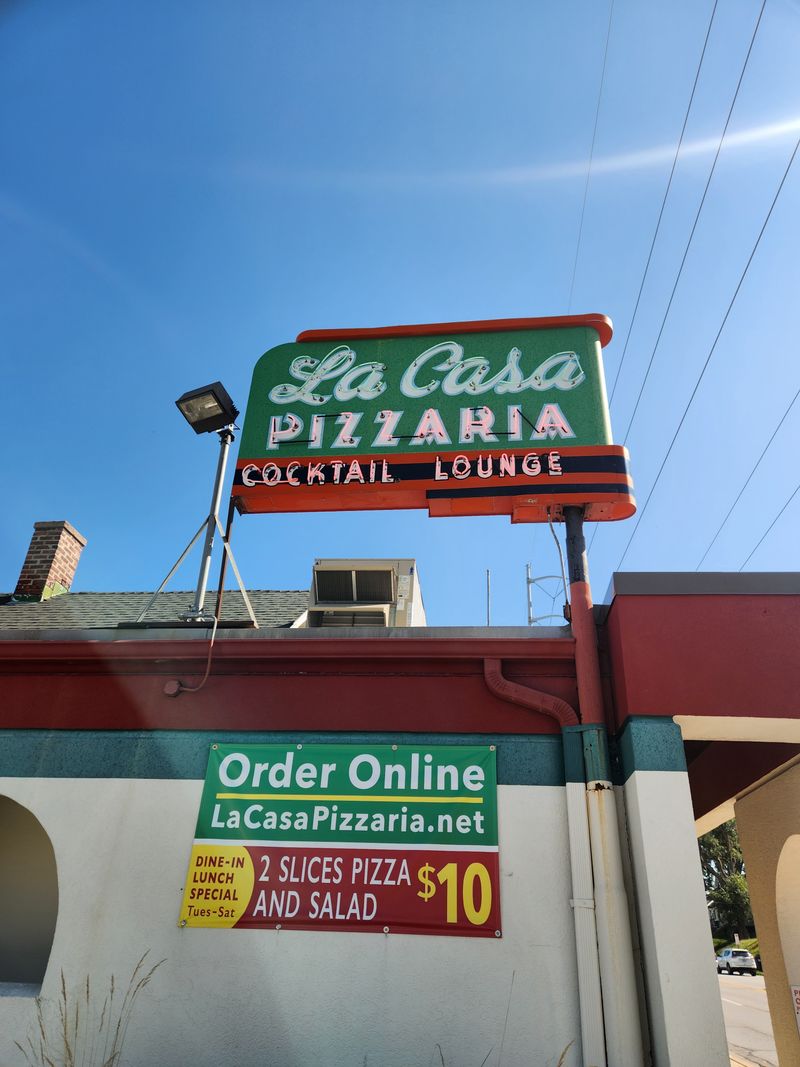 La Casa
PIZZARIA
COCKTAIL LOUNGE
Order Online
LaCasaPizzaria.net
DINE-IN
LUNCH
SPECIAL
Tues-Sat
2 SLICES PIZZA
AND SALAD
$10